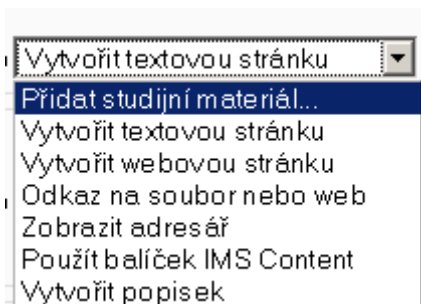 Vytvořit textovou stránku
Přidat studijní materiál...
Vytvořit textovou stránku
Vytvořit webovou stránku
Odkaz na soubor nebo web
Zobrazit adresář
Použít balíček IMS Content
Vytvořit popisek